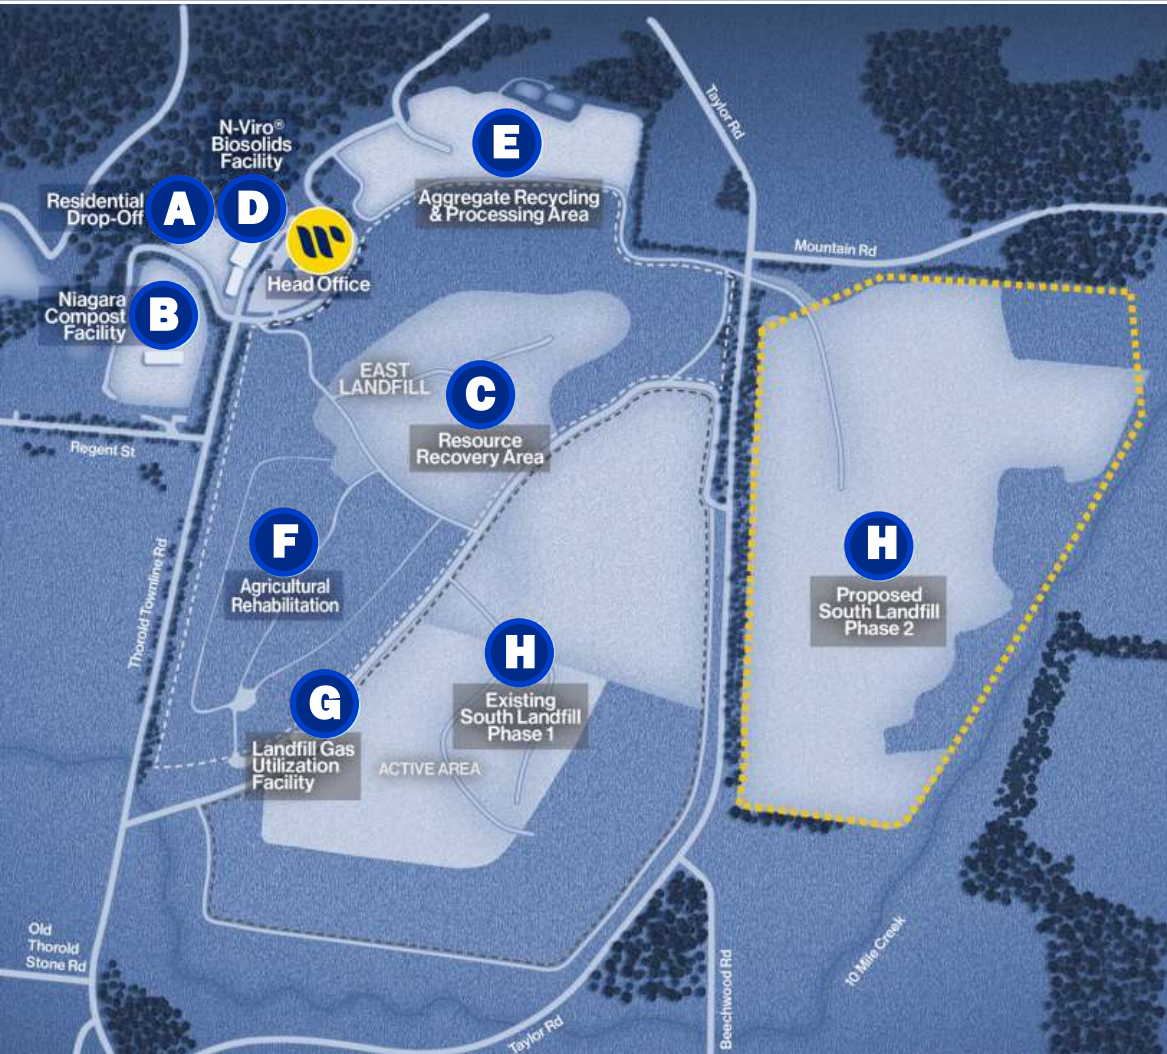 Taylor Rd
E
N-Viro®
Biosolids
Facility
Residential
Drop-Off
A
D
Aggregate Recycling
& Processing Area
Mountain Rd
Head Office
Niagara
Compost
Facility
B
EAST
LANDFILL
C
Resource
Recovery Area
Regent St
F
Agricultural
Rehabilitation
H
Proposed
South Landfill
Phase 2
Thorold Townline Rd
H
Existing
South Landfill
Phase 1
G
Landfill Gas
Utilization
Facility
ACTIVE AREA
Old
Thorold
Stone Rd
10 Mile Creek
Beechwood Rd
Taylor Rd